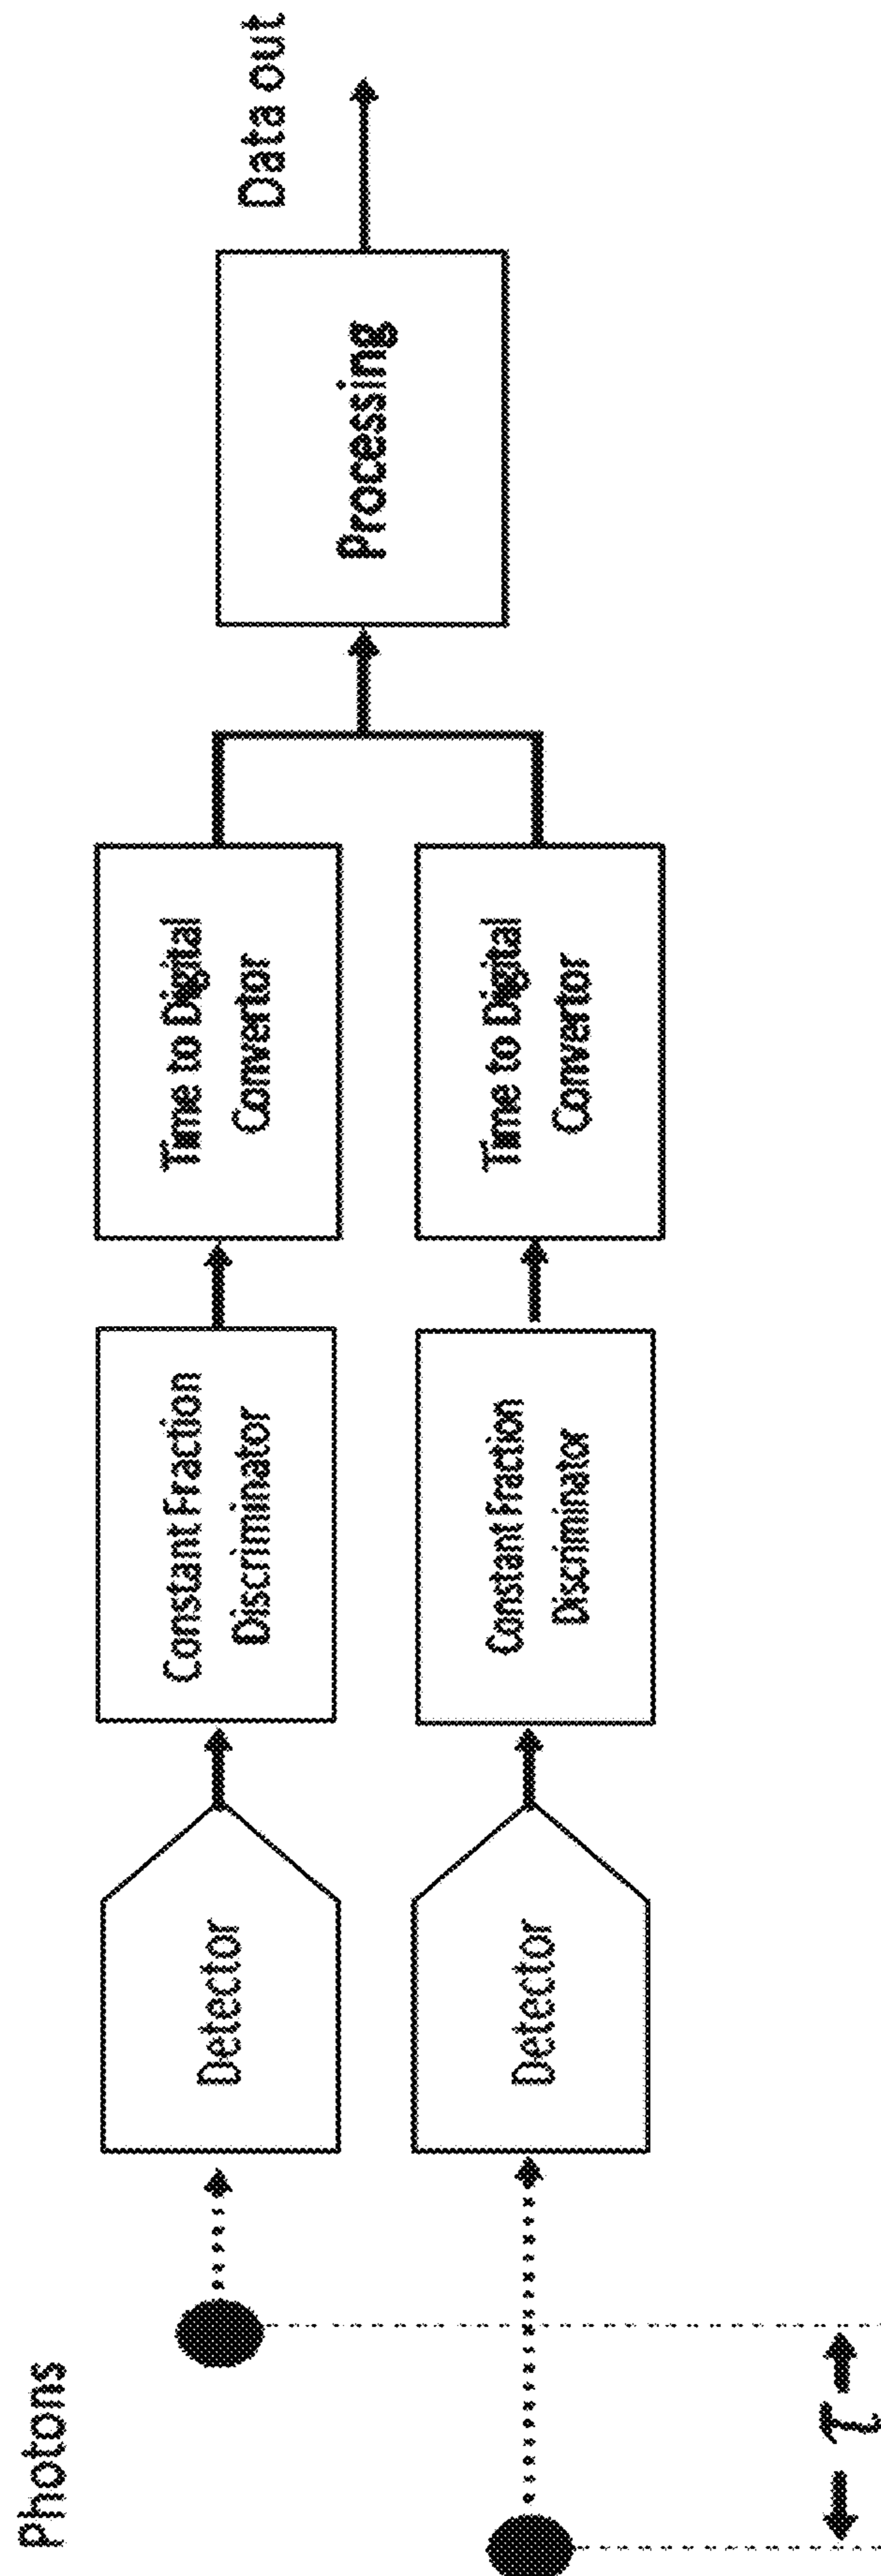 Photons
Detector
Constant Fraction
Discriminator
Time to Digital
Convertor
Detector
Constant Fraction
Discriminator
Time to Digital
Convertor
Processing
Data out
τ